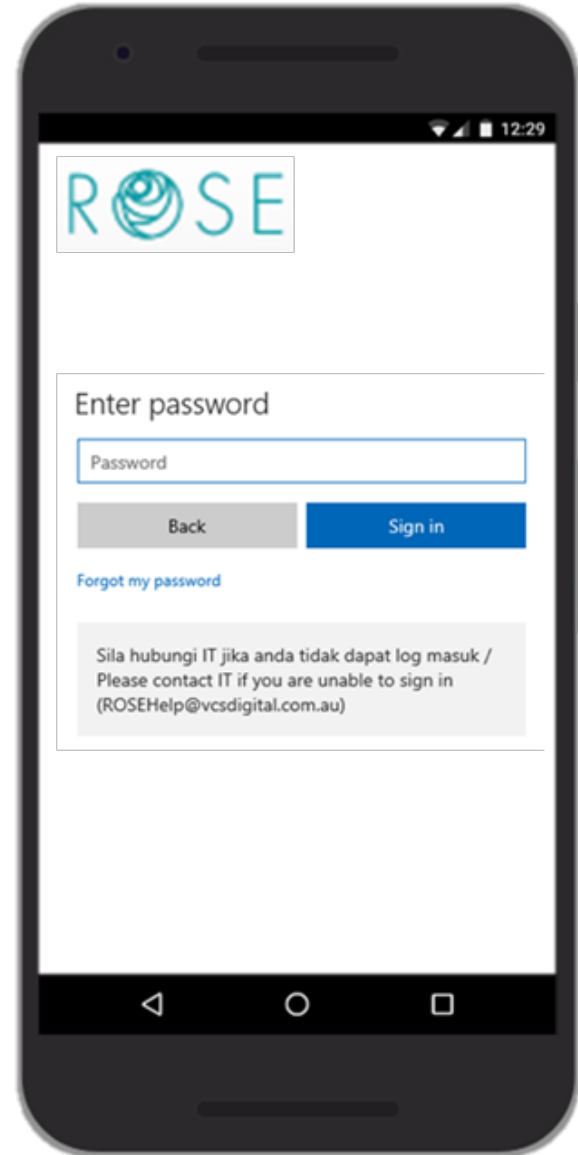 12:29
ROSE
Enter password
Password
Back
Sign in
Forgot my password
Sila hubungi IT jika anda tidak dapat log masuk /
Please contact IT if you are unable to sign in
(ROSEHelp@vcsdigital.com.au)